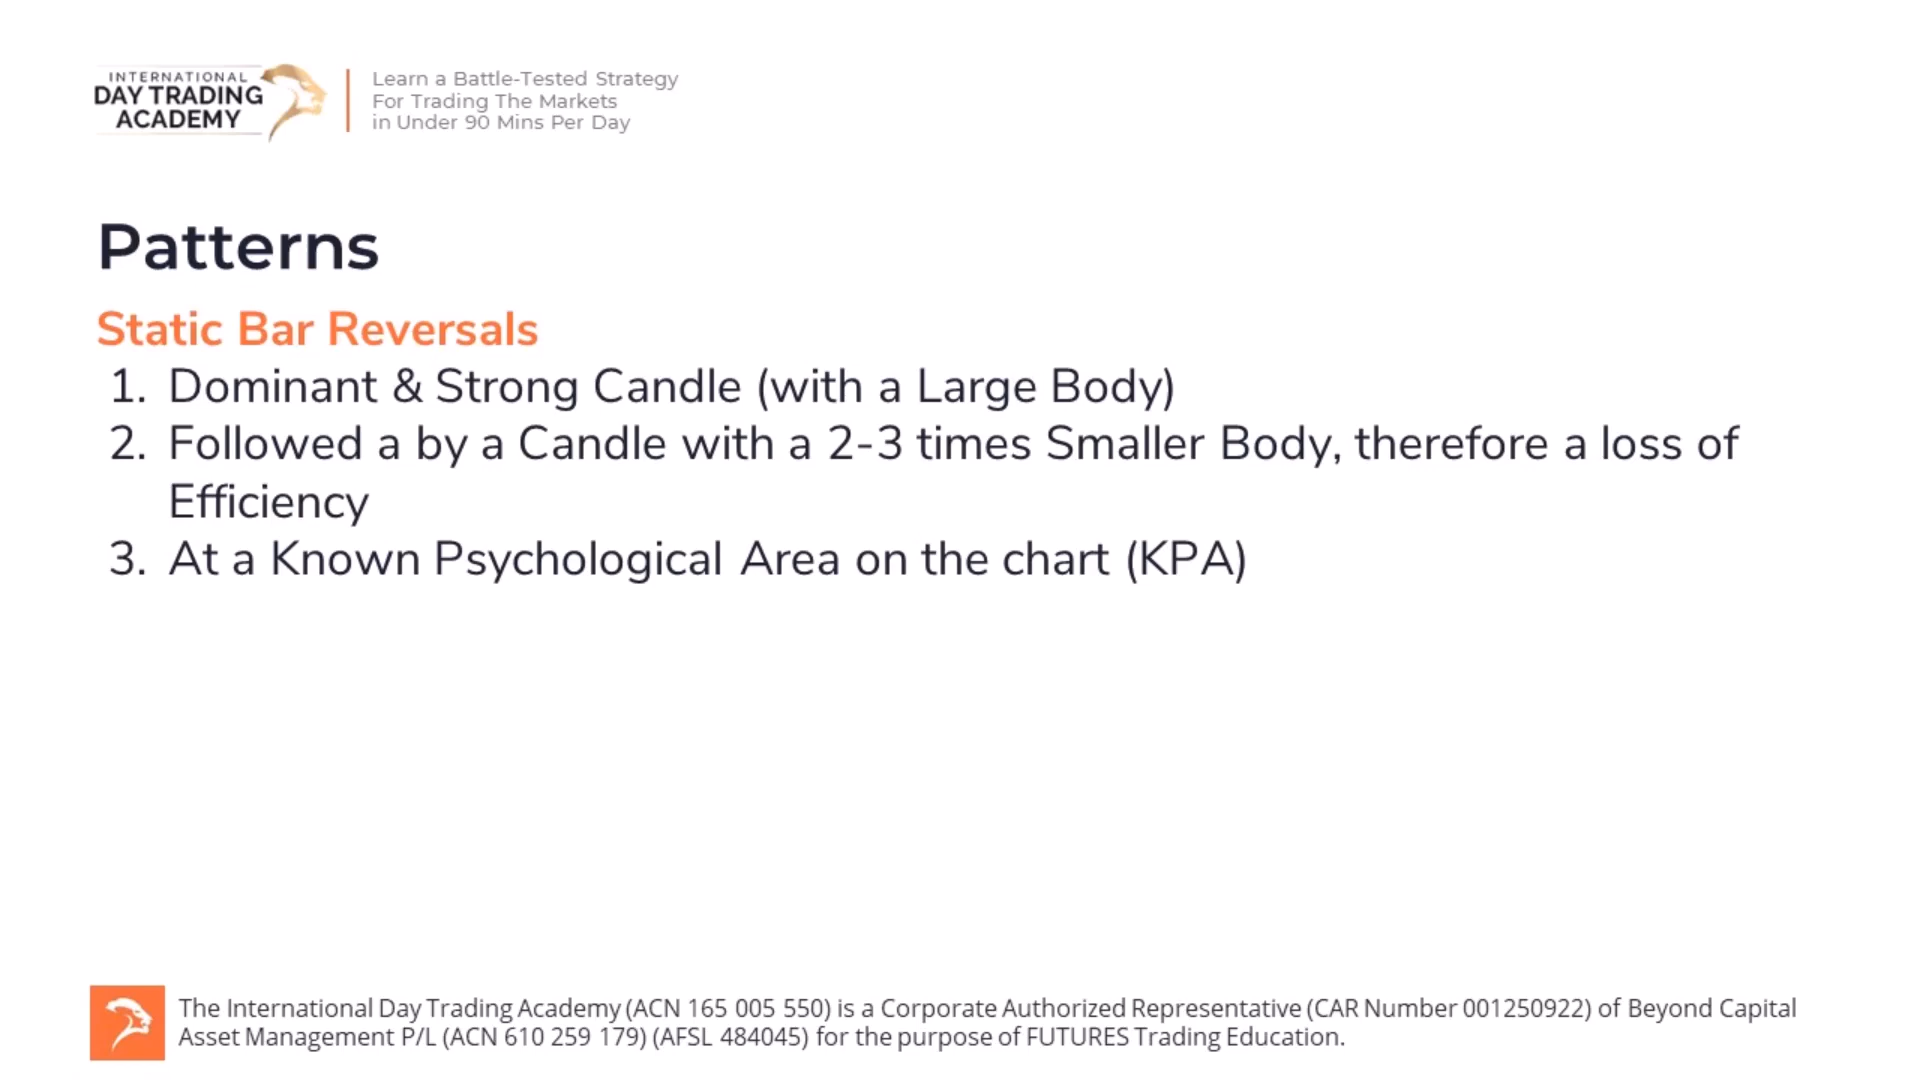 INTERNATIONAL
DAY TRADING
ACADEMY
Learn a Battle-Tested Strategy
For Trading The Markets
in Under 90 Mins Per Day
Patterns
Static Bar Reversals
1. Dominant & Strong Candle (with a Large Body)
2. Followed a by a Candle with a 2-3 times Smaller Body, therefore a loss of
Efficiency
3. At a Known Psychological Area on the chart (KPA)
The International Day Trading Academy (ACN 165 005 550) is a Corporate Authorized Representative (CAR Number 001250922) of Beyond Capital
Asset Management P/L (ACN 610 259 179) (AFSL 484045) for the purpose of FUTURES Trading Education.